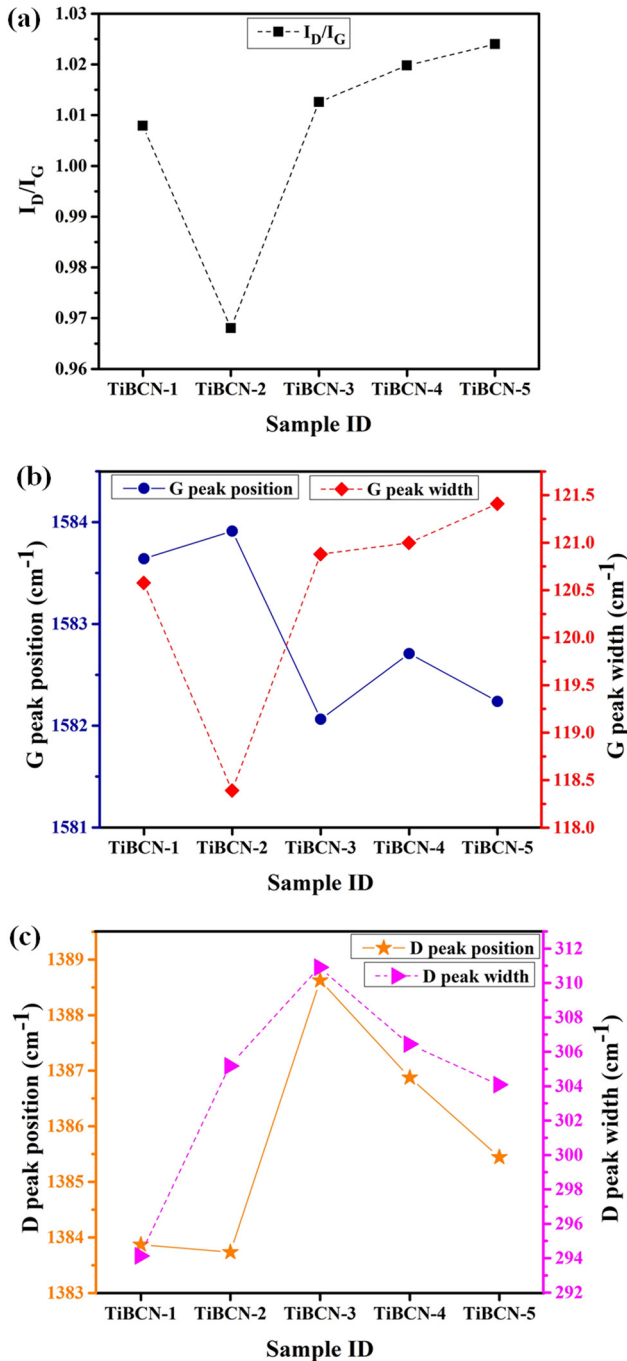 (a)
I_D/I_G
1.03
1.02
1.01
1.00
0.99
0.98
0.97
0.96
I_D/I_G
TiBCN-1 TiBCN-2 TiBCN-3 TiBCN-4 TiBCN-5
Sample ID
(b)
G peak position G peak width
1584
1583
1582
1581
G peak position (cm⁻¹)
121.5
121.0
120.5
120.0
119.5
119.0
118.5
118.0
G peak width (cm⁻¹)
TiBCN-1 TiBCN-2 TiBCN-3 TiBCN-4 TiBCN-5
Sample ID
(c)
D peak position
D peak width
1389
1388
1387
1386
1385
1384
1383
D peak position (cm⁻¹)
312
310
308
306
304
302
300
298
296
294
292
D peak width (cm⁻¹)
TiBCN-1 TiBCN-2 TiBCN-3 TiBCN-4 TiBCN-5
Sample ID